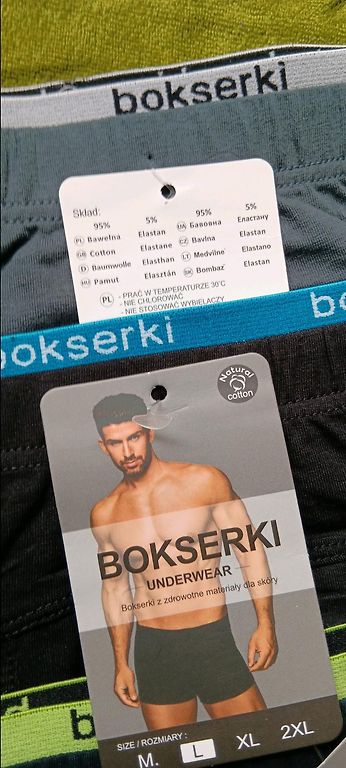 bokserki
Skład:
95% 5% 95% 5%
PL Bawełna Elastan UA Бавовна Еластану
GB Cotton Elastane CZ Bavlna Elastan
D Baumwolle Elasthan LT Medvilnė Elastano
HU Pamut Elasztán SK Bombaž Elastan
PL - PRAĆ W TEMPERATURZE 30°C
- NIE CHLOROWAĆ
- NIE STOSOWAĆ WYBIELACZY
bokserki bo
Natural
cotton
BOKSERKI
UNDERWEAR
Bokserki z zdrowotne materiały dla skóry
bokserki
SIZE / ROZMIARY :
M. L XL 2XL